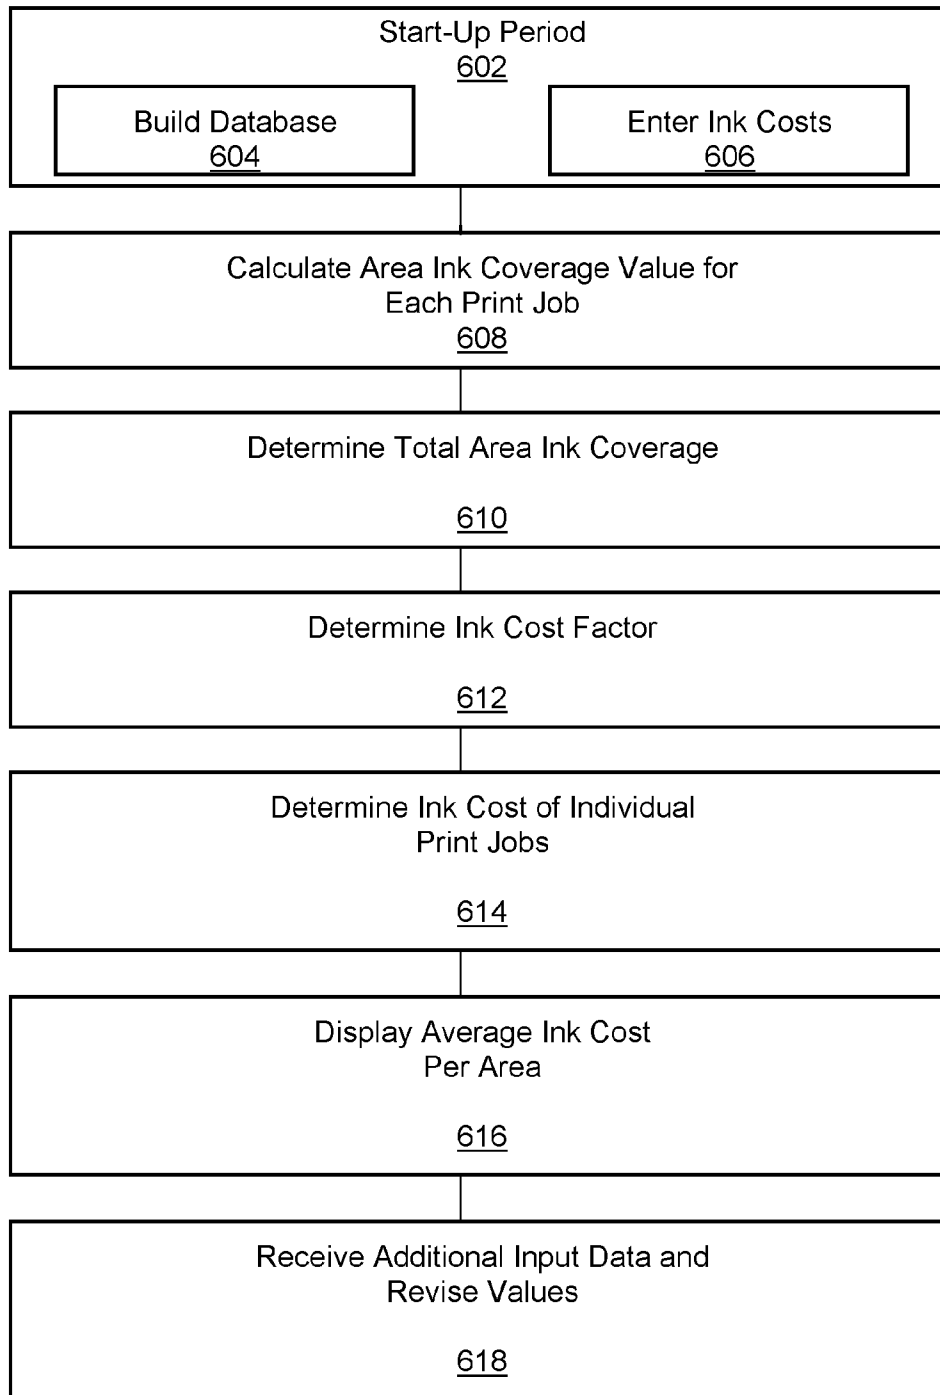 Start-Up Period
602
Build Database
604
Enter Ink Costs
606
Calculate Area Ink Coverage Value for
Each Print Job
608
Determine Total Area Ink Coverage
610
Determine Ink Cost Factor
612
Determine Ink Cost of Individual
Print Jobs
614
Display Average Ink Cost
Per Area
616
Receive Additional Input Data and
Revise Values
618